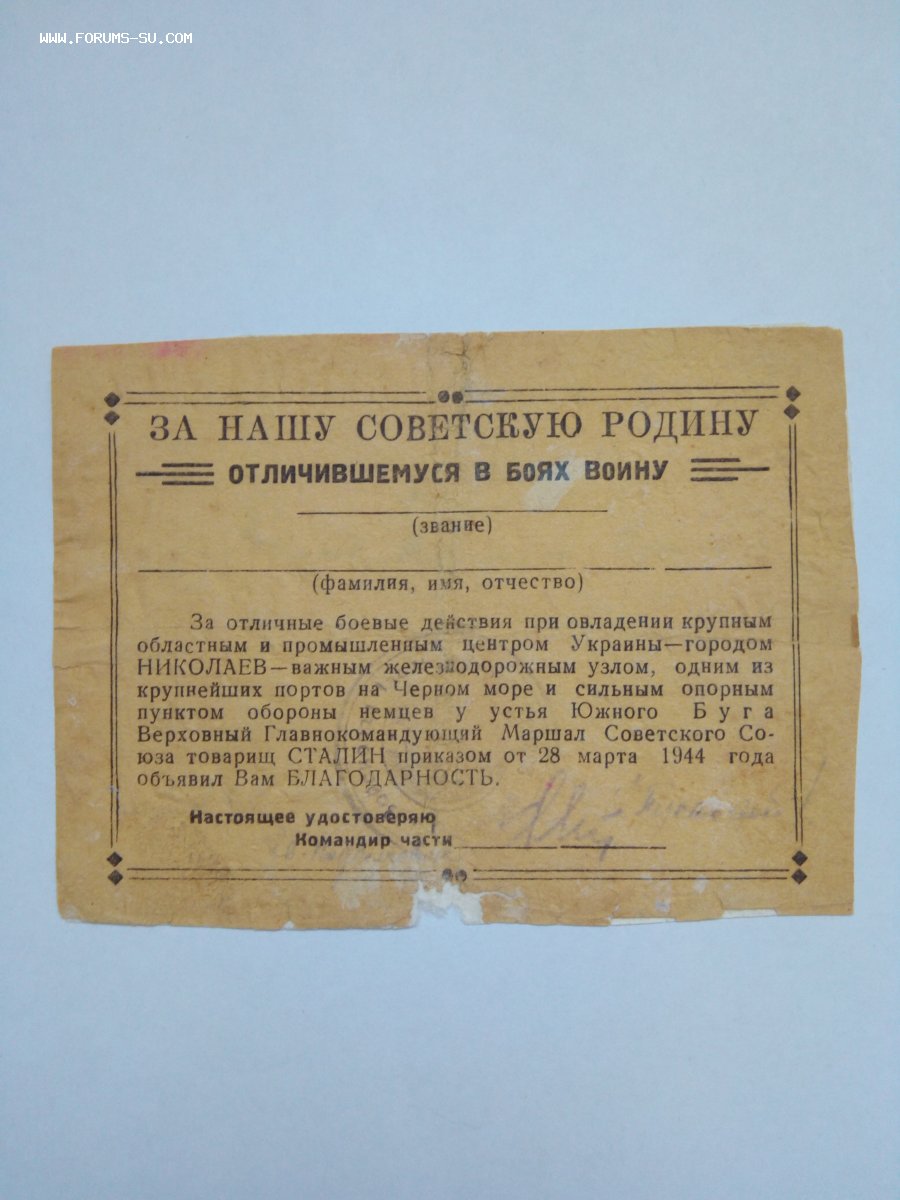 WWW.FORUMS-SU.COM
ЗА НАШУ СОВЕТСКУЮ РОДИНУ
ОТЛИЧИВШЕМУСЯ В БОЯХ ВОИНУ
(звание)
(фамилия, имя, отчество)
За отличные боевые действия при овладении крупным
областным и промышленным центром Украины—городом
НИКОЛАЕВ—важным железнодорожным узлом, одним из
крупнейших портов на Черном море и сильным опорным
пунктом обороны немцев у устья Южного Буга
Верховный Главнокомандующий Маршал Советского Со-
юза товарищ СТАЛИН приказом от 28 марта 1944 года
объявил Вам БЛАГОДАРНОСТЬ.
Настоящее удостоверяю
Командир части